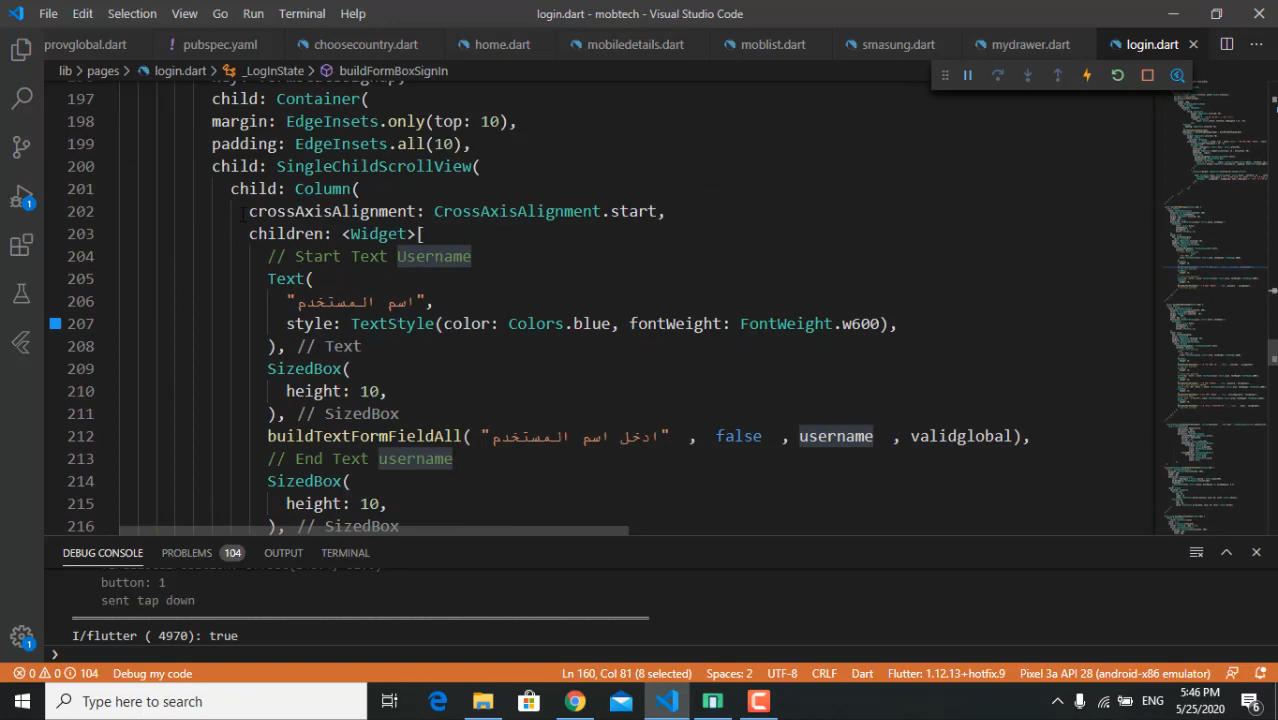 File Edit Selection View Go Run Terminal Help login.dart - mobtech - Visual Studio Code
provglobal.dart pubspec.yaml choosecountry.dart home.dart mobiledetails.dart moblist.dart smasung.dart mydrawer.dart login.dart
lib > pages > login.dart > _LogInState > buildFormBoxSignIn
197 child: Container(
198 margin: EdgeInsets.only(top: 10),
199 padding: EdgeInsets.all(10),
200 child: SingleChildScrollView(
201 child: Column(
202 crossAxisAlignment: CrossAxisAlignment.start,
203 children: <Widget>[
204 // Start Text Username
205 Text(
206 "اسم المستخدم",
207 style: TextStyle(color: Colors.blue, fontWeight: FontWeight.w600),
208 ), // Text
209 SizedBox(
210 height: 10,
211 ), // SizedBox
212 buildTextFormFieldAll( "ادخل اسم المستخدم" , false , username , validglobal),
213 // End Text username
214 SizedBox(
215 height: 10,
216 ), // SizedBox
DEBUG CONSOLE PROBLEMS 104 OUTPUT TERMINAL
button: 1
sent tap down
I/flutter ( 4970): true
0 0 104 Debug my code Ln 160, Col 81 (8 selected) Spaces: 2 UTF-8 CRLF Dart Flutter: 1.12.13+hotfix.9 Pixel 3a API 28 (android-x86 emulator)
Type here to search ENG 5:46 PM
5/25/2020 6